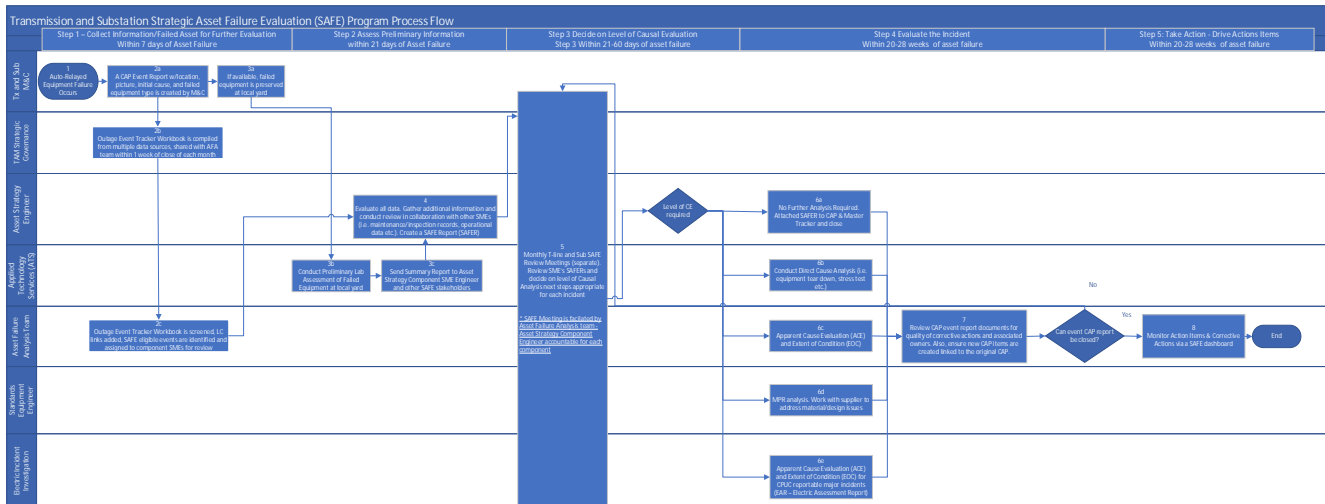 Transmission and Substation Strategic Asset Failure Evaluation (SAFE) Program Process Flow
Step 1 – Collect Information/Failed Asset for Further Evaluation
Within 7 days of Asset Failure
Step 2 Assess Preliminary Information
within 21 days of Asset Failure
Step 3 Decide on Level of Causal Evaluation
Step 3 Within 21-60 days of Asset Failure
Step 4 Evaluate the Incident
Within 20-28 weeks of asset failure
Step 5: Take Action - Drive Actions Items
Within 20-28 weeks of asset failure
Tx and Sub
M&C
1
Auto-Relayed
Equipment Failure
Occurs
2a
A CAP Event Report w/location,
picture, initial cause, and failed
equipment type is created by M&C
3a
If available, failed
equipment is preserved
at local yard
TAM Strategic
Governance
2b
Outage Event Tracker Workbook is compiled
from multiple data sources, shared with AFA
team within 1 week of close of each month
Asset Strategy
Engineer
4
Evaluate all data. Gather additional information and
conduct review in collaboration with other SMEs
(i.e. maintenance/inspection records, operational
data etc.). Create a SAFE Report (SAFER)
Level of CE
required
6a
No Further Analysis Required.
Attached SAFER to CAP & Master
Tracker and close
Applied
Technology
Services (ATS)
3b
Conduct Preliminary Lab
Assessment of Failed
Equipment at local yard
3c
Send Summary Report to Asset
Strategy Component SME Engineer
and other SAFE stakeholders
5
Monthly T-line and Sub SAFE
Review Meetings (separate).
Review SME's SAFERs and
decide on level of Causal
Analysis next steps appropriate
for each incident
* SAFE Meeting is facilitated by
Asset Failure Analysis team -
Asset Strategy Component
Engineer accountable for each
component
6b
Conduct Direct Cause Analysis (i.e.
equipment tear down, stress test
etc.)
No
Asset Failure
Analysis Team
2c
Outage Event Tracker Workbook is screened, LC
links added, SAFE eligible events are identified and
assigned to component SMEs for review
6c
Apparent Cause Evaluation (ACE)
and Extent of Condition (EOC)
7
Review CAP event report documents for
quality of corrective actions and associated
owners. Also, ensure new CAP items are
created linked to the original CAP.
Can event CAP report
be closed?
Yes
8
Monitor Action Items & Corrective
Actions via a SAFE dashboard
End
Standards
Equipment
Engineer
6d
MPR analysis. Work with supplier to
address material/design issues
Electric Incident
Investigation
6e
Apparent Cause Evaluation (ACE)
and Extent of Condition (EOC) for
CPUC reportable major incidents
(EAR – Electric Assessment Report)